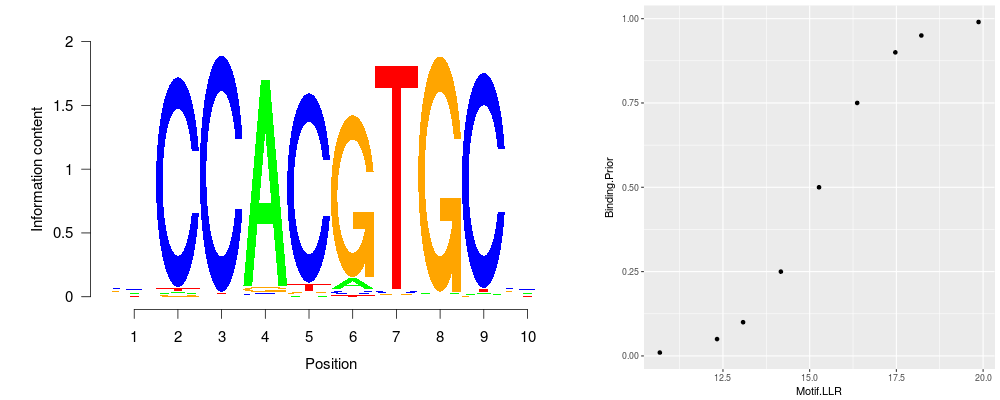 2
1.5
1
0.5
0
Information content
CCACGTGC
1 2 3 4 5 6 7 8 9 10
Position
1.00
0.75
0.50
0.25
0.00
Binding.Prior
12.5 15.0 17.5 20.0
Motif.LLR